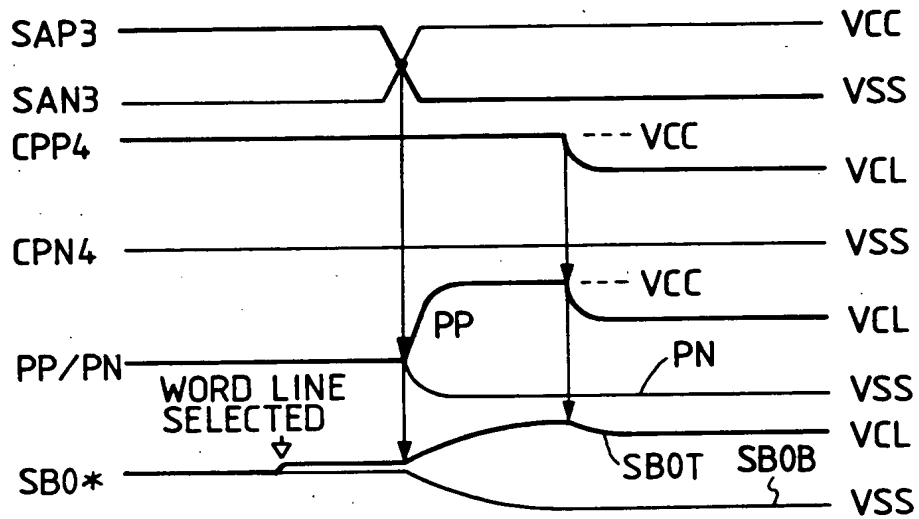 SAP3
VCC
SAN3
VSS
CPP4
VCC
VCL
CPN4
VSS
VCC
PP
VCL
PP/PN
PN
VSS
WORD LINE
SELECTED
VCL
SB0*
SB0T
SB0B
VSS